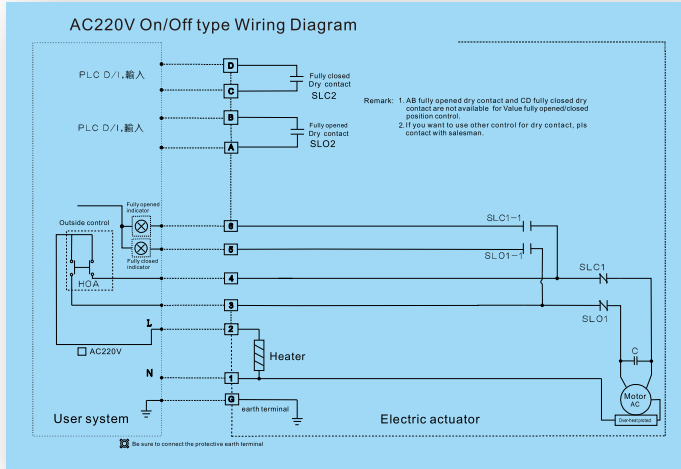 AC220V On/Off type Wiring Diagram
D
PLC D/I,輸入
Fully closed
Dry contact
SLC2
C
Remark: 1. AB fully opened dry contact and CD fully closed dry
contact are not available for Value fully opened/closed
position control.
2. If you want to use other control for dry contact, pls
contact with salesman.
B
PLC D/I,輸入
Fully opened
Dry contact
SLO2
A
Fully opened
indicator
Outside control
6
SLC1-1
5
SLO1-1
Fully closed
indicator
HOA
4
SLC1
3
SLO1
L
2
AC220V
Heater
C
N
1
Motor
AC
G
earth terminal
Over-heat protect
User system
Electric actuator
Be sure to connect the protective earth terminal